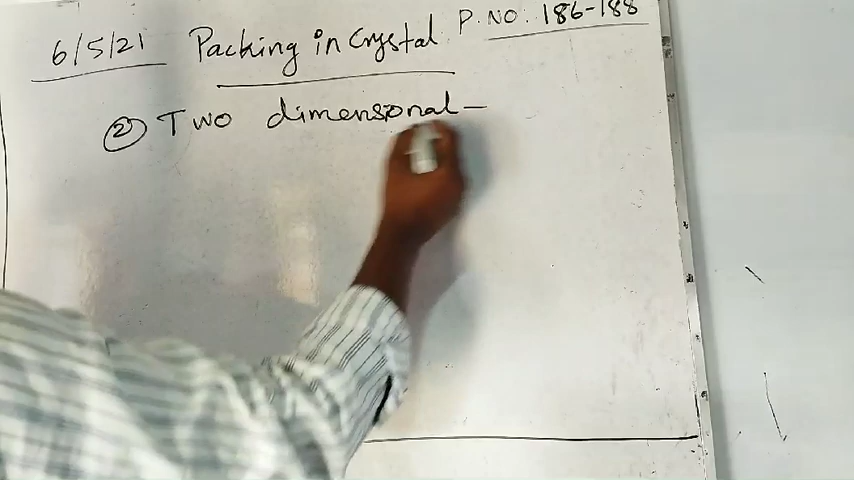 6/5/21 Packing in Crystal P.NO: 186-188
② Two dimensional -